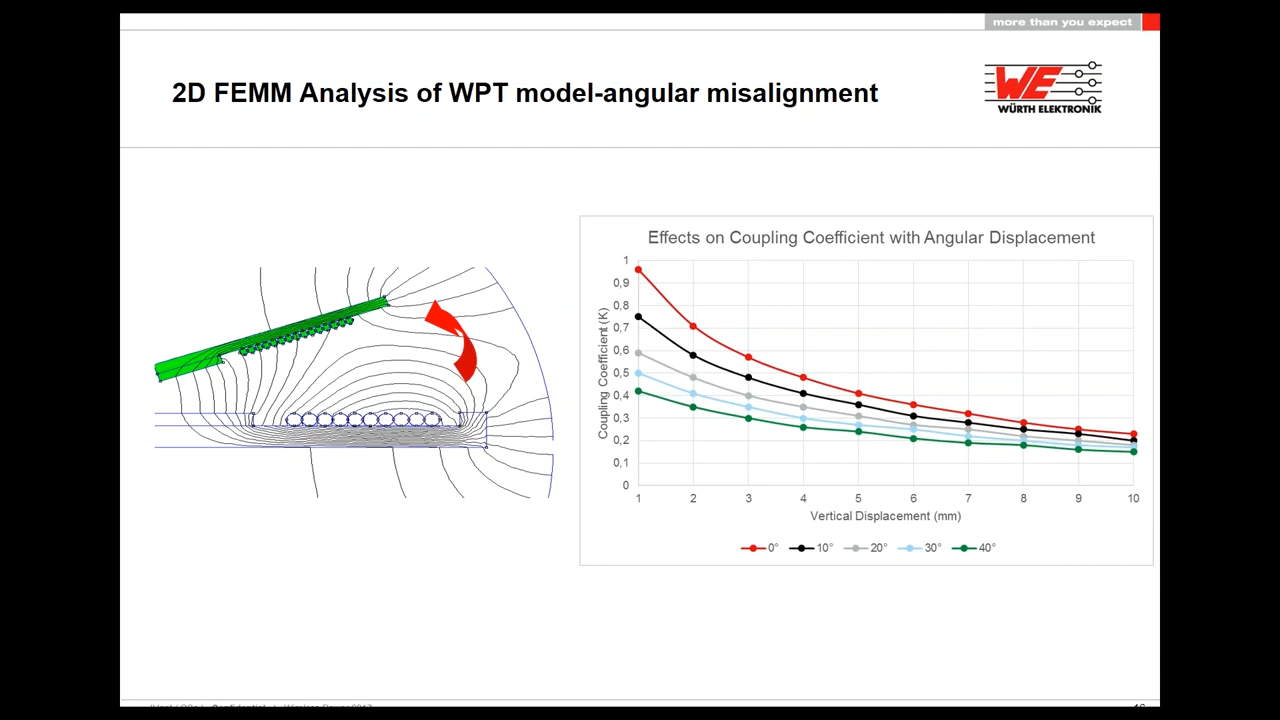 more than you expect
2D FEMM Analysis of WPT model-angular misalignment
WE
WÜRTH ELEKTRONIK
Effects on Coupling Coefficient with Angular Displacement
Coupling Coefficient (K)
1
0,9
0,8
0,7
0,6
0,5
0,4
0,3
0,2
0,1
0
1 2 3 4 5 6 7 8 9 10
Vertical Displacement (mm)
0° 10° 20° 30° 40°